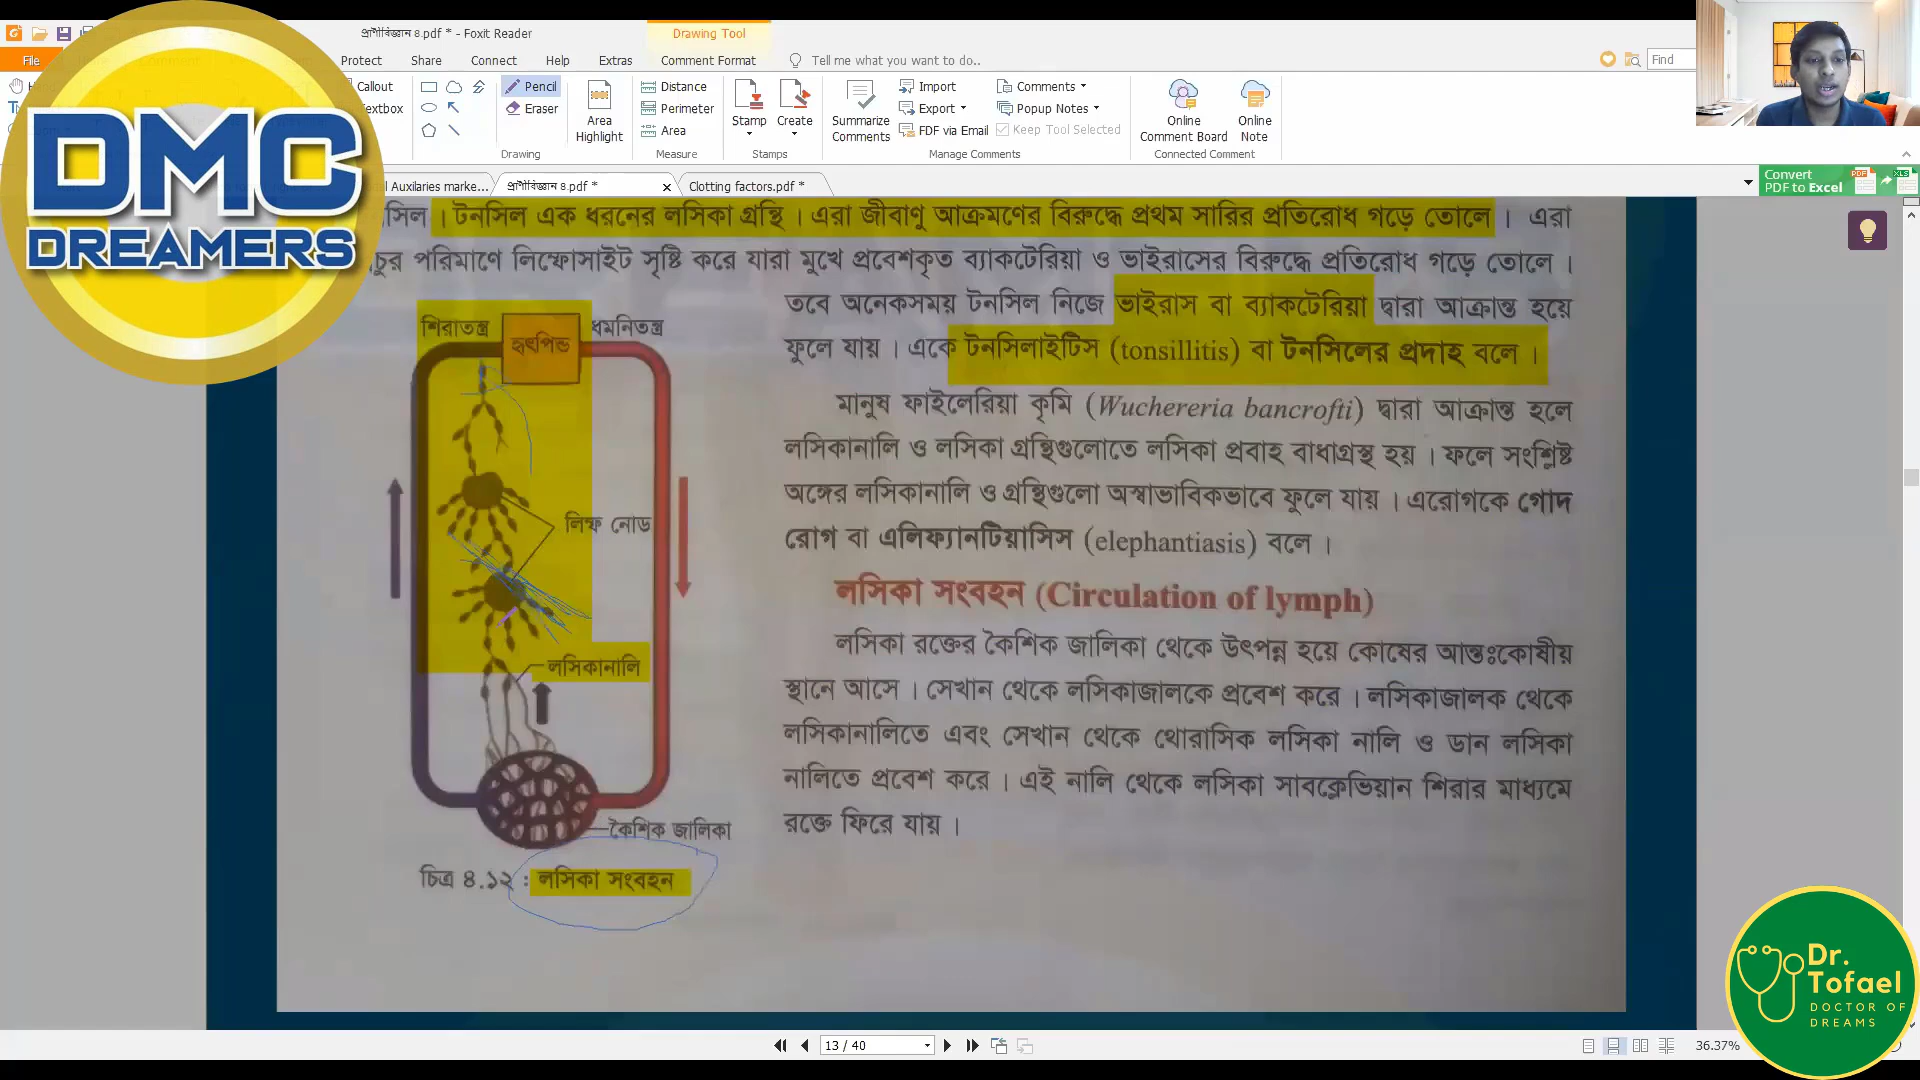 প্রাণীবিজ্ঞান ৪.pdf * - Foxit Reader
Drawing Tool
File
Protect
Share
Connect
Help
Extras
Comment Format
Tell me what you want to do..
Find
Callout
Textbox
Pencil
Eraser
Drawing
Area Highlight
Distance
Perimeter
Area
Measure
Stamp
Create
Stamps
Summarize Comments
Import
Export
FDF via Email
Comments
Popup Notes
Keep Tool Selected
Manage Comments
Online Comment Board
Online Note
Connected Comment
Auxilaries marke...
প্রাণীবিজ্ঞান ৪.pdf *
Clotting factors.pdf *
Convert PDF to Excel
DMC
DREAMERS
টনসিল এক ধরনের লসিকা গ্রন্থি । এরা জীবাণু আক্রমণের বিরুদ্ধে প্রথম সারির প্রতিরোধ গড়ে তোলে । এরা
পরিমাণে লিম্ফোসাইট সৃষ্টি করে যারা মুখে প্রবেশকৃত ব্যাকটেরিয়া ও ভাইরাসের বিরুদ্ধে প্রতিরোধ গড়ে তোলে ।
তবে অনেকসময় টনসিল নিজে ভাইরাস বা ব্যাকটেরিয়া দ্বারা আক্রান্ত হয়ে
ফুলে যায় । একে টনসিলাইটিস (tonsillitis) বা টনসিলের প্রদাহ বলে ।
মানুষ ফাইলেরিয়া কৃমি (Wuchereria bancrofti) দ্বারা আক্রান্ত হলে
লসিকানালি ও লসিকা গ্রন্থিগুলোতে লসিকা প্রবাহ বাধাগ্রস্থ হয় । ফলে সংশ্লিষ্ট
অঙ্গের লসিকানালি ও গ্রন্থিগুলো অস্বাভাবিকভাবে ফুলে যায় । এরোগকে গোদ
রোগ বা এলিফ্যানটিয়াসিস (elephantiasis) বলে ।
লসিকা সংবহন (Circulation of lymph)
লসিকা রক্তের কৈশিক জালিকা থেকে উৎপন্ন হয়ে কোষের আন্তঃকোষীয়
স্থানে আসে । সেখান থেকে লসিকাজালকে প্রবেশ করে । লসিকাজালক থেকে
লসিকানালিতে এবং সেখান থেকে থোরাসিক লসিকা নালি ও ডান লসিকা
নালিতে প্রবেশ করে । এই নালি থেকে লসিকা সাবক্লেভিয়ান শিরার মাধ্যমে
রক্তে ফিরে যায় ।
শিরাতন্ত্র
হৃৎপিন্ড
ধমনিতন্ত্র
লিম্ফ নোড
লসিকানালি
কৈশিক জালিকা
চিত্র ৪.১২ : লসিকা সংবহন
Dr.
Tofael
DOCTOR OF
DREAMS
13 / 40
36.37%